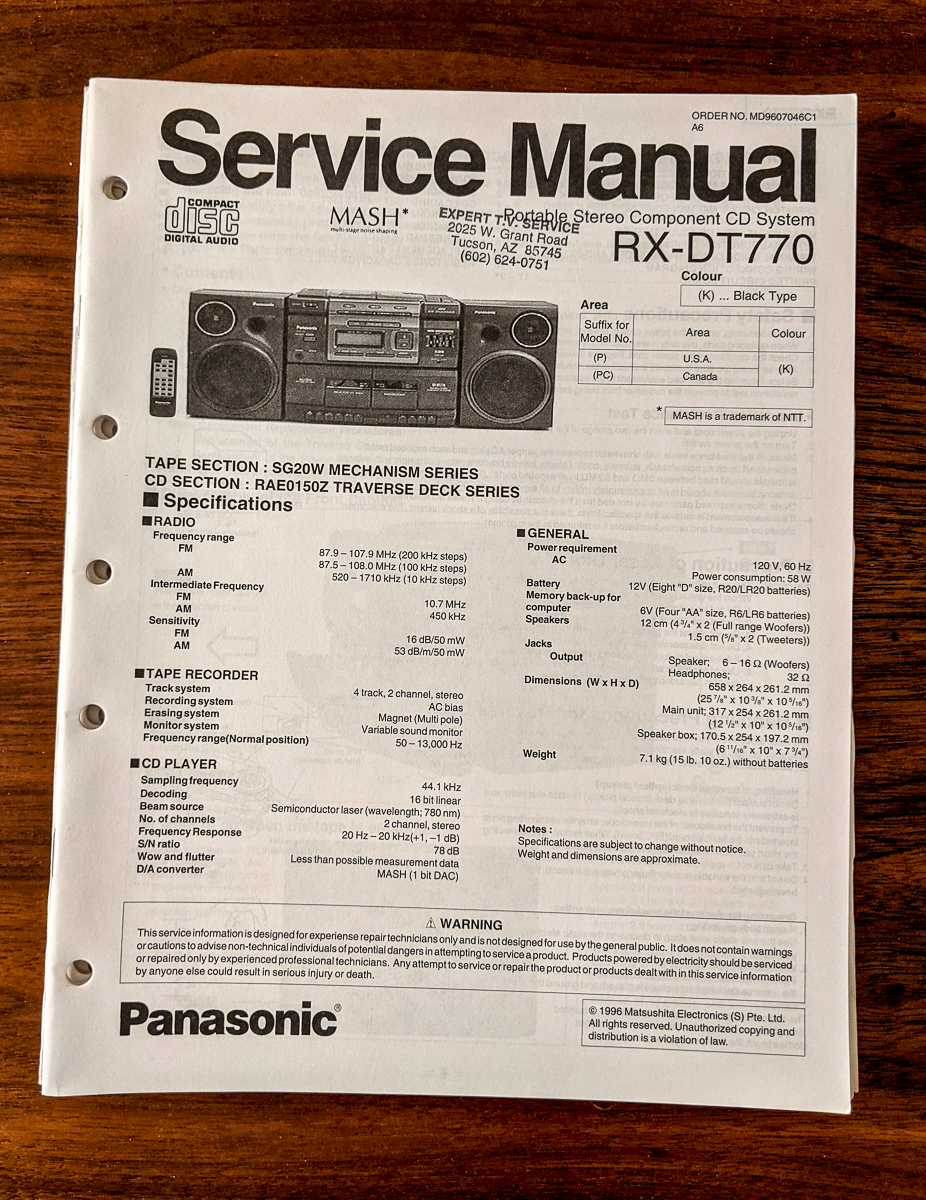 ORDER NO. MD9607046C1
A6
Service Manual
COMPACT
disc
DIGITAL AUDIO
MASH*
multi-stage noise shaping
EXPERT T.V. SERVICE
2025 W. Grant Road
Tucson, AZ 85745
(602) 624-0751
Portable Stereo Component CD System
RX-DT770
Colour
(K) ... Black Type
Area
Suffix for Model No. Area Colour
(P) U.S.A. (K)
(PC) Canada
* MASH is a trademark of NTT.
Panasonic
TAPE SECTION : SG20W MECHANISM SERIES
CD SECTION : RAE0150Z TRAVERSE DECK SERIES
■ Specifications
■ RADIO
Frequency range
FM 87.9 – 107.9 MHz (200 kHz steps)
87.5 – 108.0 MHz (100 kHz steps)
AM 520 – 1710 kHz (10 kHz steps)
Intermediate Frequency
FM 10.7 MHz
AM 450 kHz
Sensitivity
FM 16 dB/50 mW
AM 53 dB/m/50 mW
■ TAPE RECORDER
Track system 4 track, 2 channel, stereo
Recording system AC bias
Erasing system Magnet (Multi pole)
Monitor system Variable sound monitor
Frequency range(Normal position) 50 – 13,000 Hz
■ CD PLAYER
Sampling frequency 44.1 kHz
Decoding 16 bit linear
Beam source Semiconductor laser (wavelength; 780 nm)
No. of channels 2 channel, stereo
Frequency Response 20 Hz – 20 kHz(+1, –1 dB)
S/N ratio 78 dB
Wow and flutter Less than possible measurement data
D/A converter MASH (1 bit DAC)
■ GENERAL
Power requirement
AC 120 V, 60 Hz
Power consumption: 58 W
Battery 12V (Eight "D" size, R20/LR20 batteries)
Memory back-up for
computer 6V (Four "AA" size, R6/LR6 batteries)
Speakers 12 cm (4 3/4" x 2 (Full range Woofers))
1.5 cm (5/8" x 2 (Tweeters))
Jacks
Output Speaker; 6 – 16 Ω (Woofers)
Headphones; 32 Ω
Dimensions (W x H x D) 658 x 264 x 261.2 mm
(25 7/8" x 10 3/8" x 10 5/16")
Main unit; 317 x 254 x 261.2 mm
(12 1/2" x 10" x 10 5/16")
Speaker box; 170.5 x 254 x 197.2 mm
(6 11/16" x 10" x 7 3/4")
Weight 7.1 kg (15 lb. 10 oz.) without batteries
Notes :
Specifications are subject to change without notice.
Weight and dimensions are approximate.
⚠ WARNING
This service information is designed for experiense repair technicians only and is not designed for use by the general public. It does not contain warnings
or cautions to advise non-technical individuals of potential dangers in attempting to service a product. Products powered by electricity should be serviced
or repaired only by experienced professional technicians. Any attempt to service or repair the product or products dealt with in this service information
by anyone else could result in serious injury or death.
Panasonic®
© 1996 Matsushita Electronics (S) Pte. Ltd.
All rights reserved. Unauthorized copying and
distribution is a violation of law.